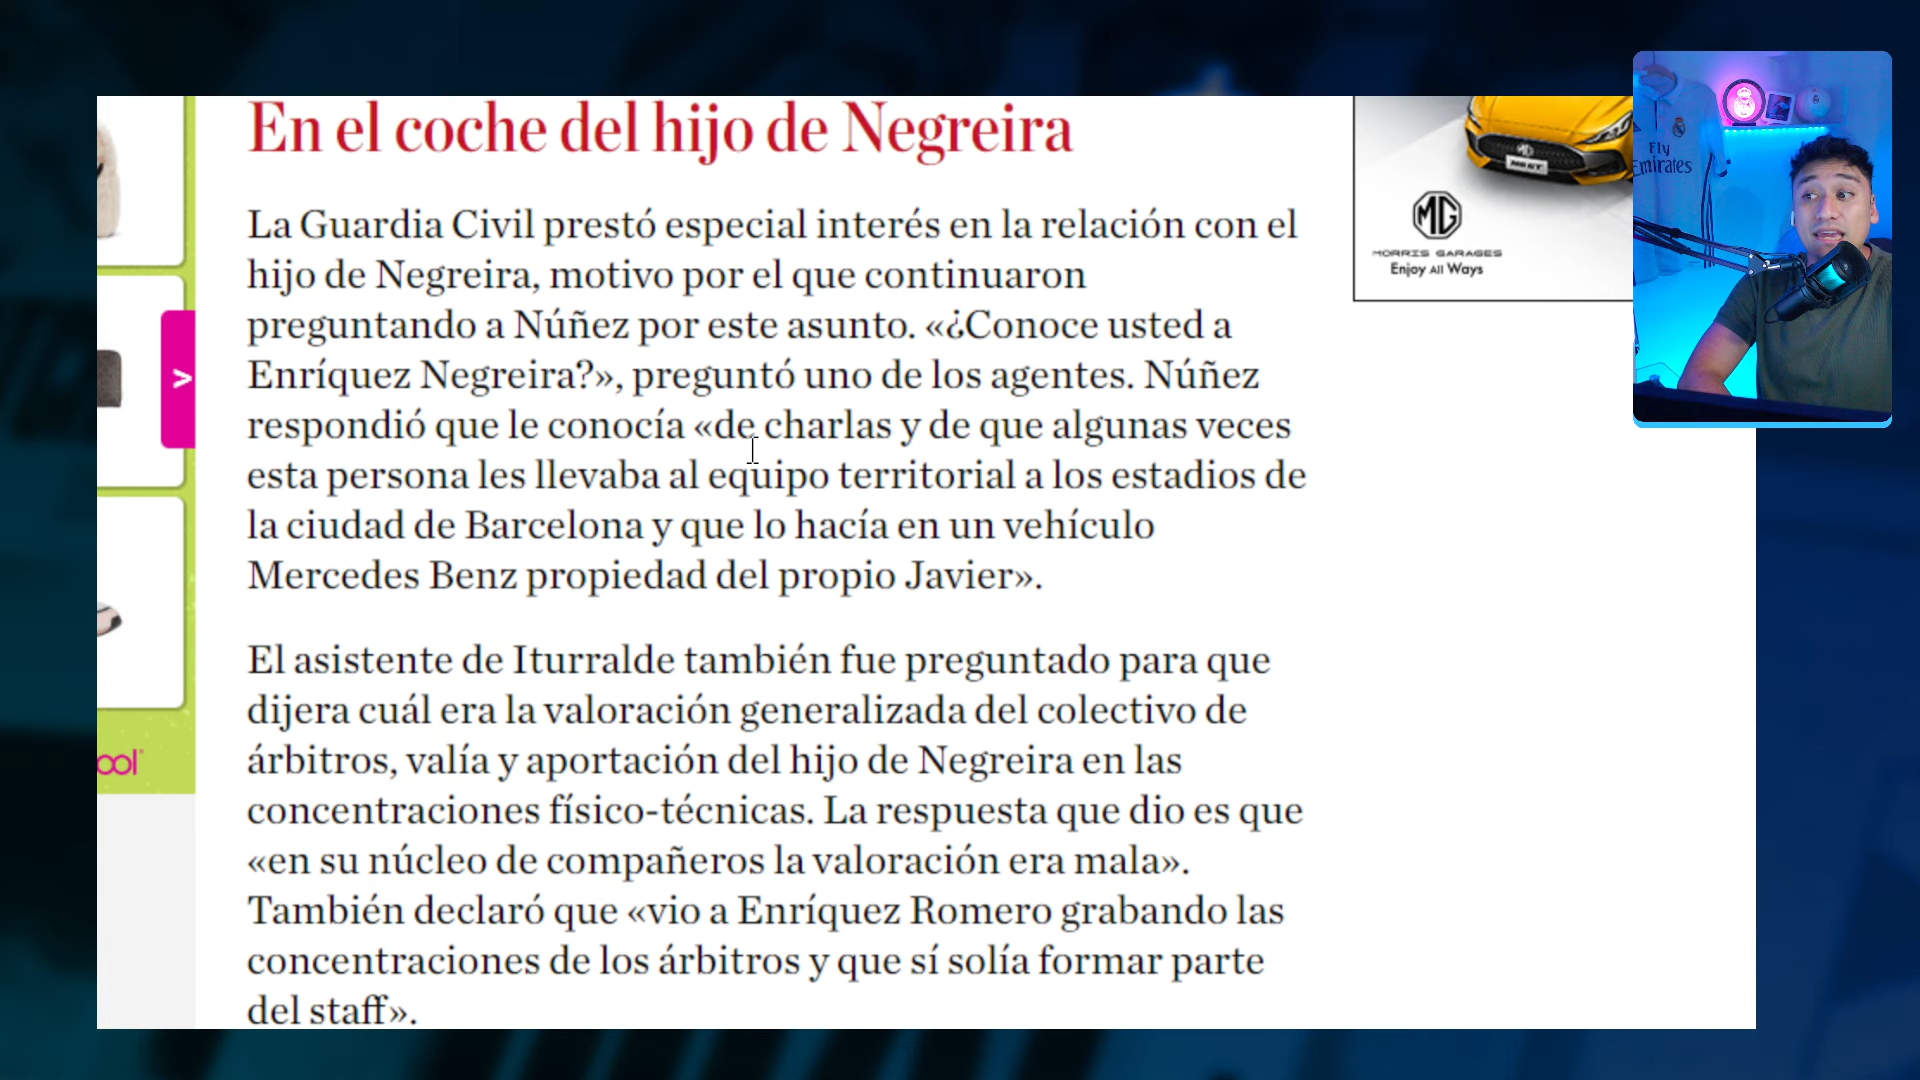 En el coche del hijo de Negreira
La Guardia Civil prestó especial interés en la relación con el
hijo de Negreira, motivo por el que continuaron
preguntando a Núñez por este asunto. «¿Conoce usted a
Enríquez Negreira?», preguntó uno de los agentes. Núñez
respondió que le conocía «de charlas y de que algunas veces
esta persona les llevaba al equipo territorial a los estadios de
la ciudad de Barcelona y que lo hacía en un vehículo
Mercedes Benz propiedad del propio Javier».
El asistente de Iturralde también fue preguntado para que
dijera cuál era la valoración generalizada del colectivo de
árbitros, valía y aportación del hijo de Negreira en las
concentraciones físico-técnicas. La respuesta que dio es que
«en su núcleo de compañeros la valoración era mala».
También declaró que «vio a Enríquez Romero grabando las
concentraciones de los árbitros y que sí solía formar parte
del staff».
>
ool
MG
MORRIS GARAGES
Enjoy All Ways
Fly
Emirates